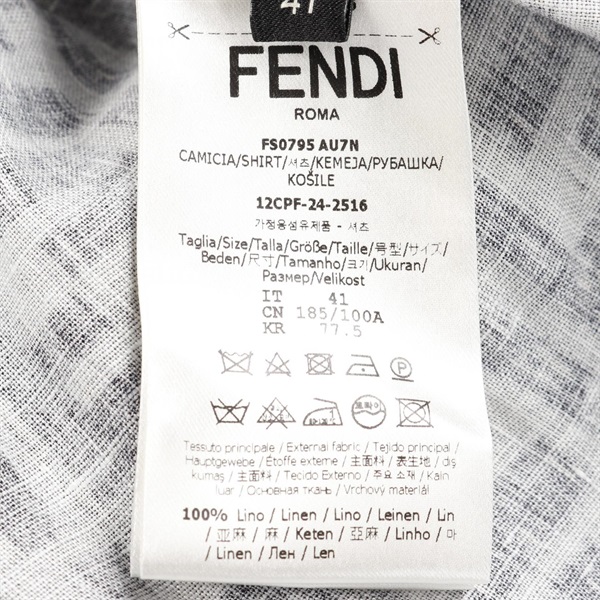 41
FENDI
ROMA
FS0795 AU7N
CAMICIA/SHIRT/셔츠/KEMEJA/РУБАШКА/
KOŠILE
12CPF-24-2516
가정용섬유제품 - 셔츠
Taglia/Size/Talla/Größe/Taille/号型/サイズ/
Beden/尺寸/Tamanho/크기/Ukuran/
Размер/Velikost
IT 41
CN 185/100A
KR 77.5
Tessuto principale / External fabric / Tejido principal /
Hauptgewebe / Étoffe externe / 主面料 / 表生地 / dış
kumaş / 主面料 / Tecido Externo / 주요 소재 / Kain
luar / Основная ткань / Vrchový materiál
100% Lino / Linen / Lino / Leinen / Lin
/ 亚麻 / 麻 / Keten / 亞麻 / Linho / 마
/ Linen / Лен / Len